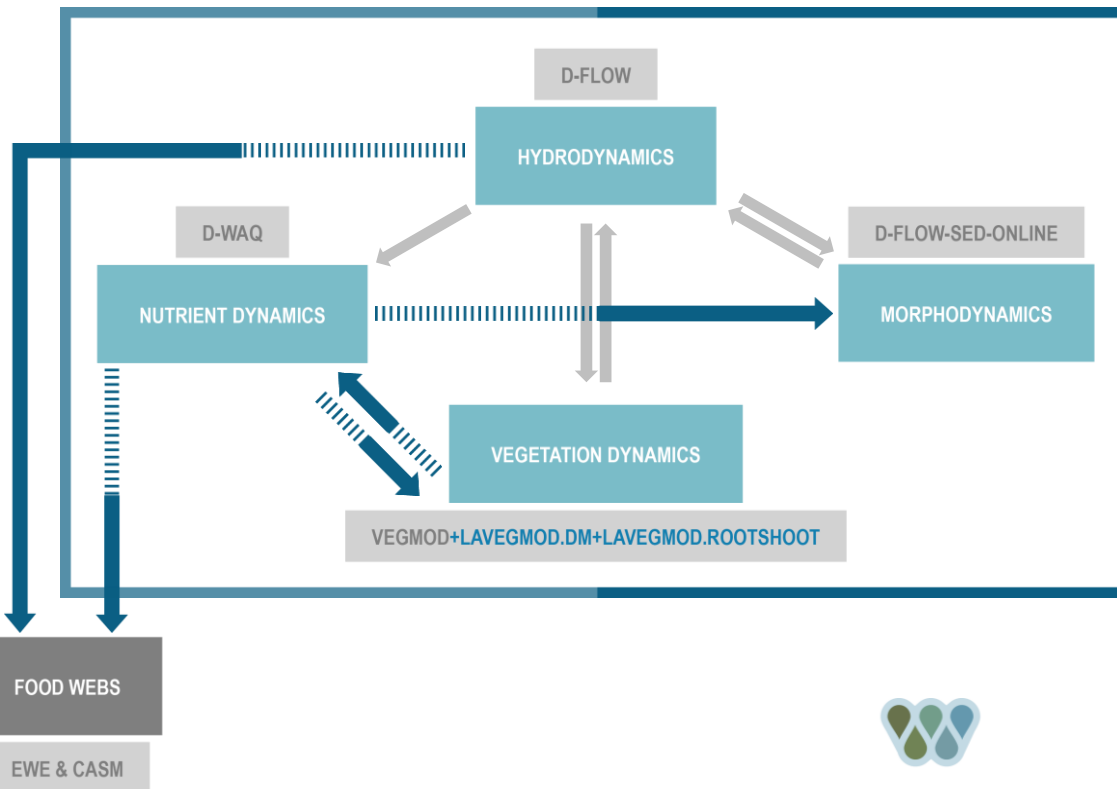 D-FLOW
HYDRODYNAMICS
D-WAQ
D-FLOW-SED-ONLINE
NUTRIENT DYNAMICS
MORPHODYNAMICS
VEGETATION DYNAMICS
VEGMOD+LAVEGMOD.DM+LAVEGMOD.ROOTSHOOT
FOOD WEBS
EWE & CASM